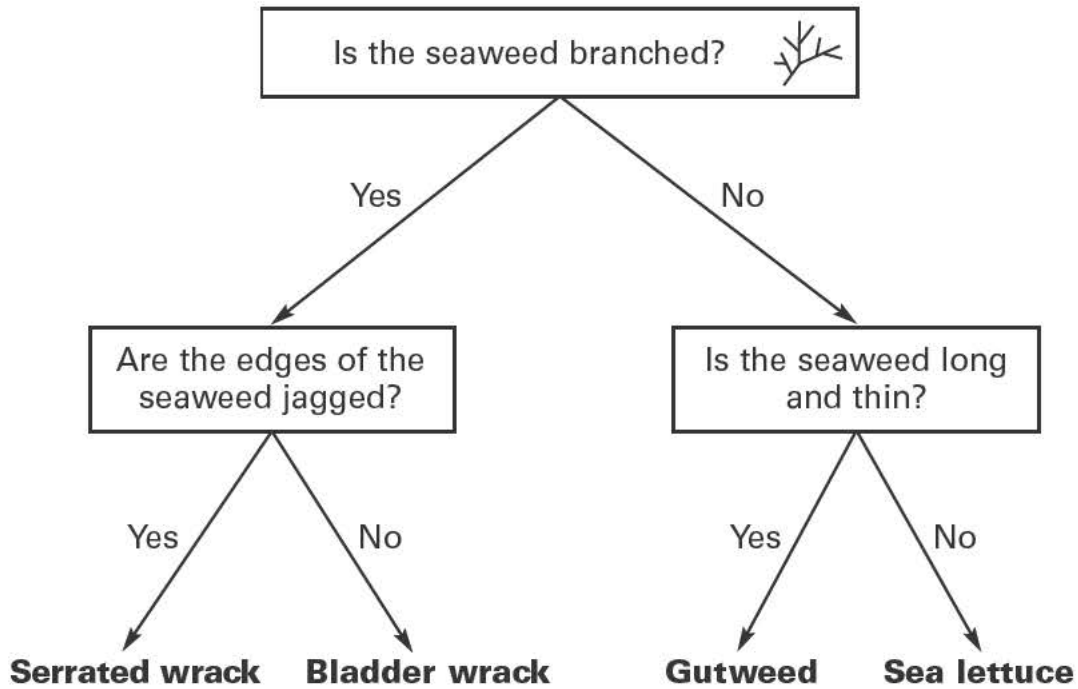 Is the seaweed branched?
Yes
No
Are the edges of the
seaweed jagged?
Is the seaweed long
and thin?
Yes
No
Yes
No
Serrated wrack
Bladder wrack
Gutweed
Sea lettuce